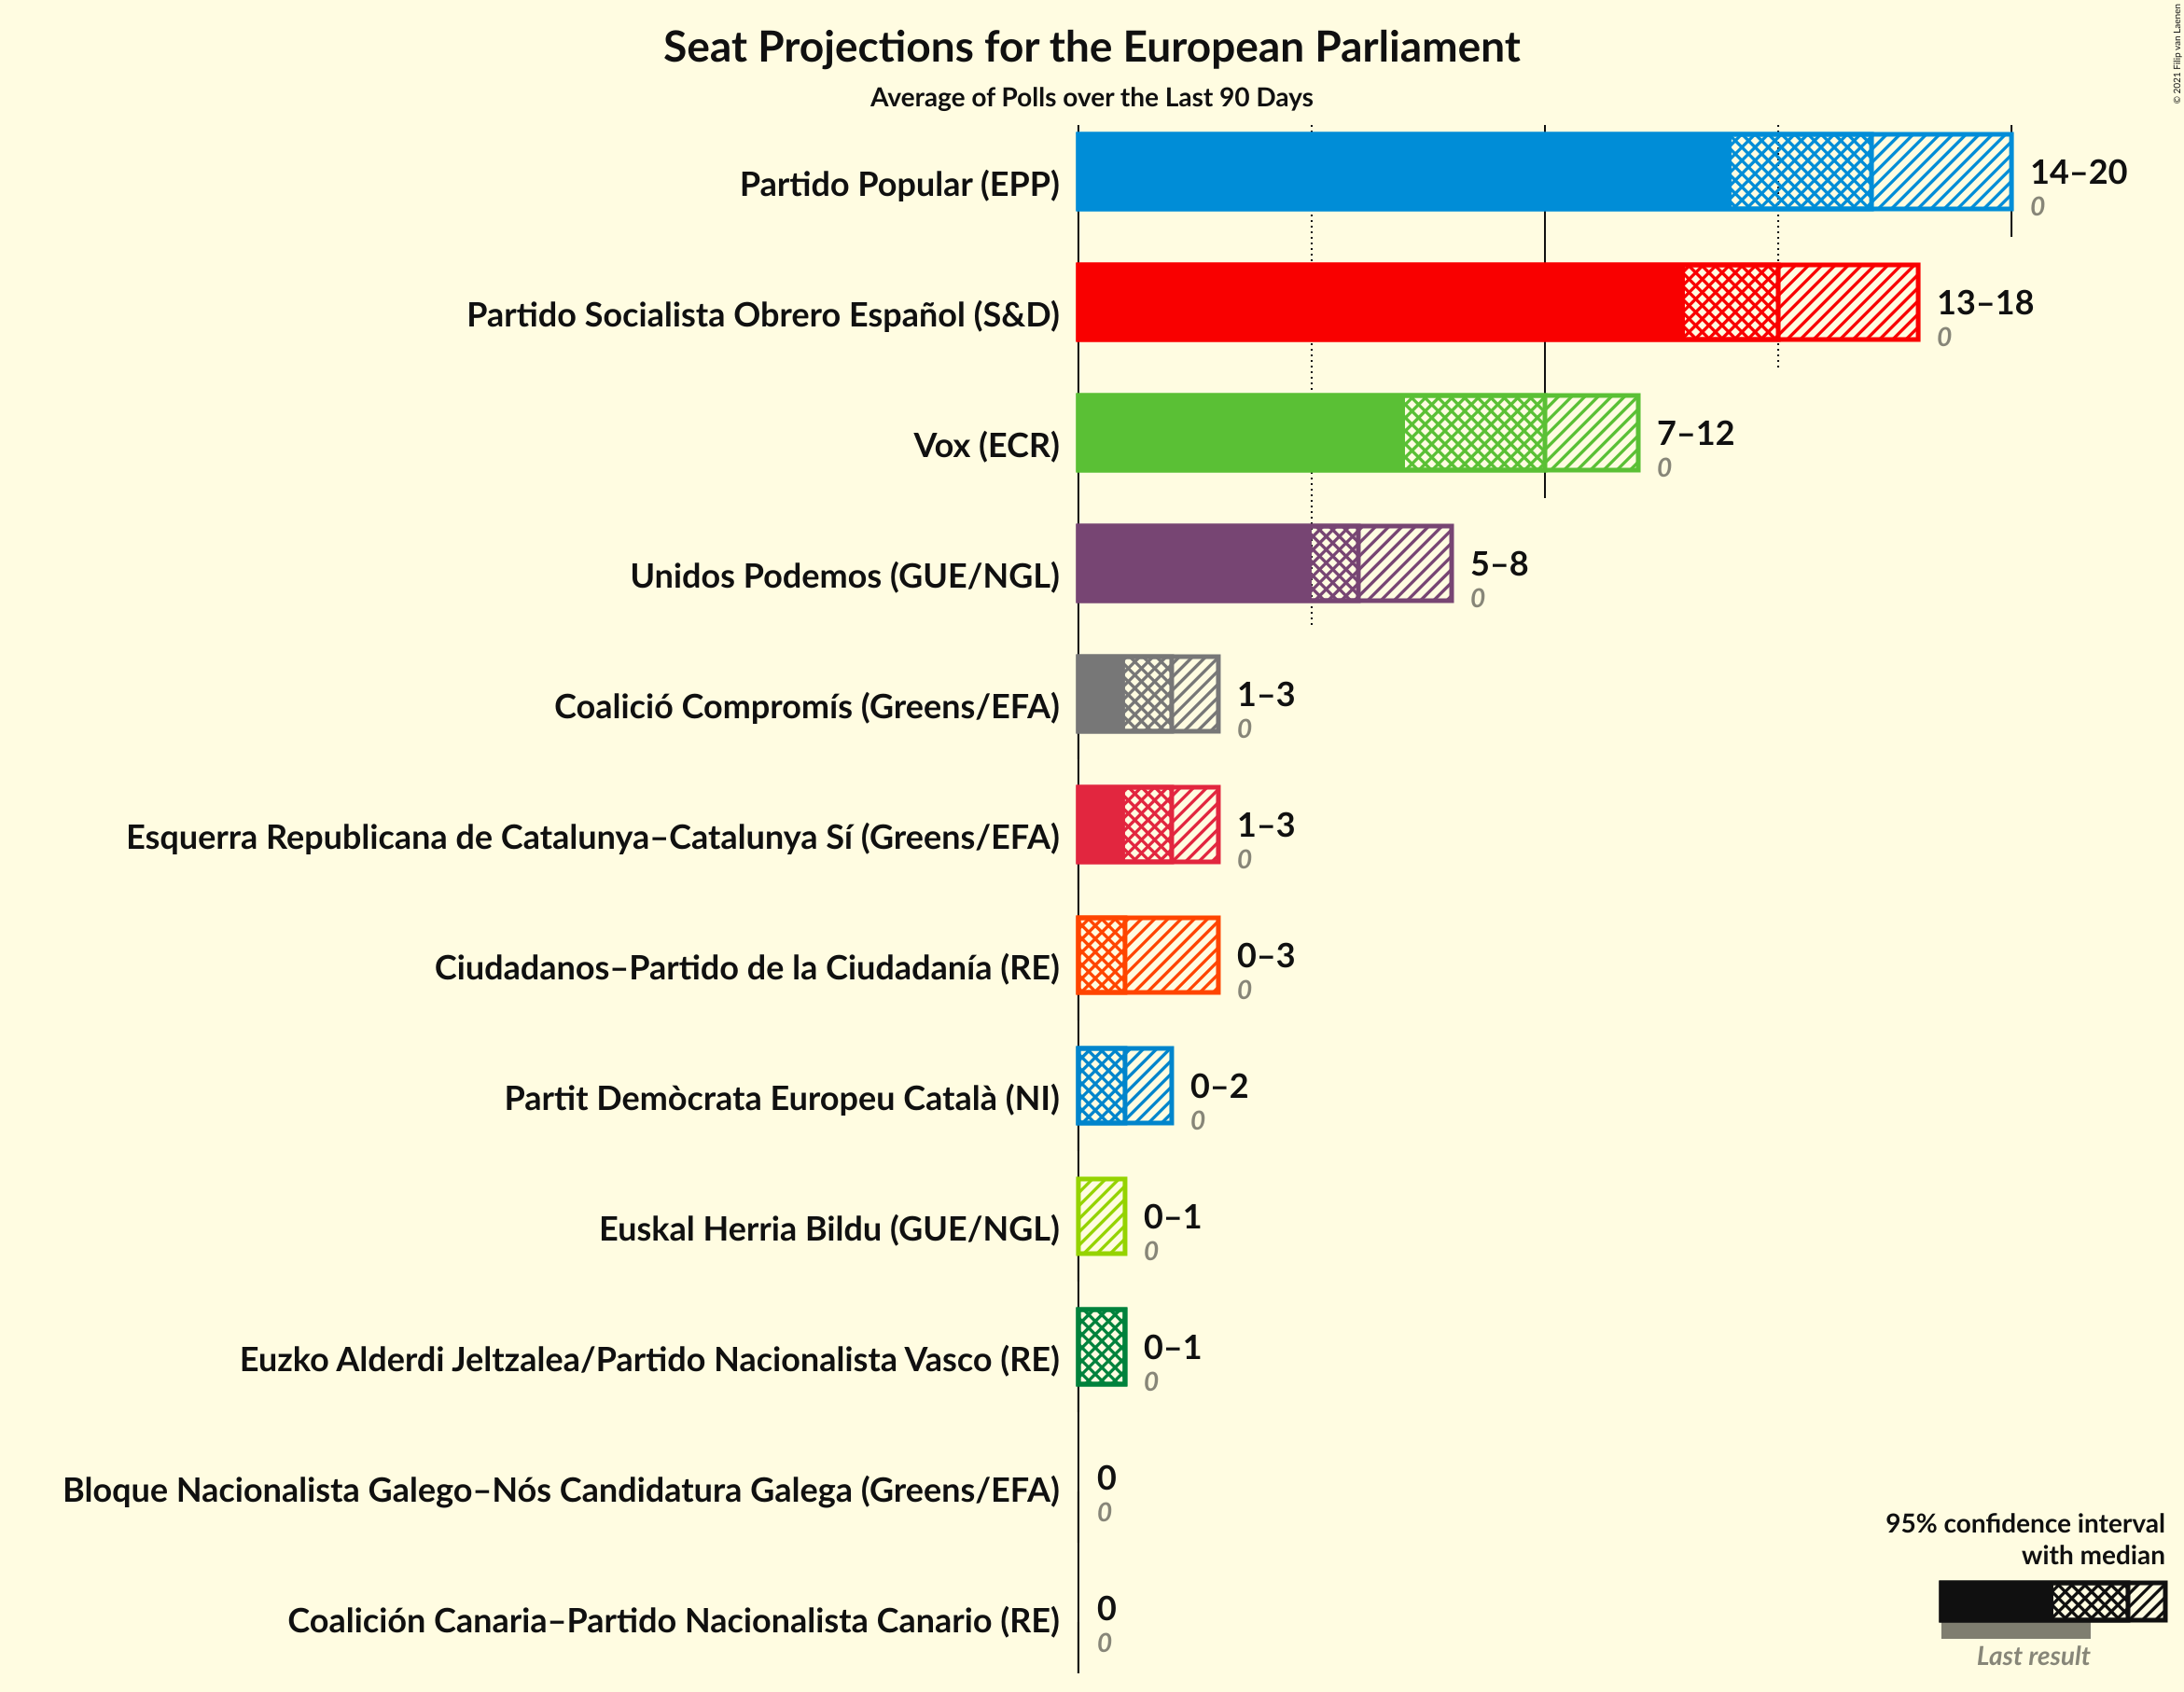 Seat Projections for the European Parliament
Average of Polls over the Last 90 Days
© 2021 Filip van Laenen
Partido Popular (EPP)
14–20
0
Partido Socialista Obrero Español (S&D)
13–18
0
Vox (ECR)
7–12
0
Unidos Podemos (GUE/NGL)
5–8
0
Coalició Compromís (Greens/EFA)
1–3
0
Esquerra Republicana de Catalunya–Catalunya Sí (Greens/EFA)
1–3
0
Ciudadanos–Partido de la Ciudadanía (RE)
0–3
0
Partit Demòcrata Europeu Català (NI)
0–2
0
Euskal Herria Bildu (GUE/NGL)
0–1
0
Euzko Alderdi Jeltzalea/Partido Nacionalista Vasco (RE)
0–1
0
Bloque Nacionalista Galego–Nós Candidatura Galega (Greens/EFA)
0
0
Coalición Canaria–Partido Nacionalista Canario (RE)
0
0
95% confidence interval
with median
Last result